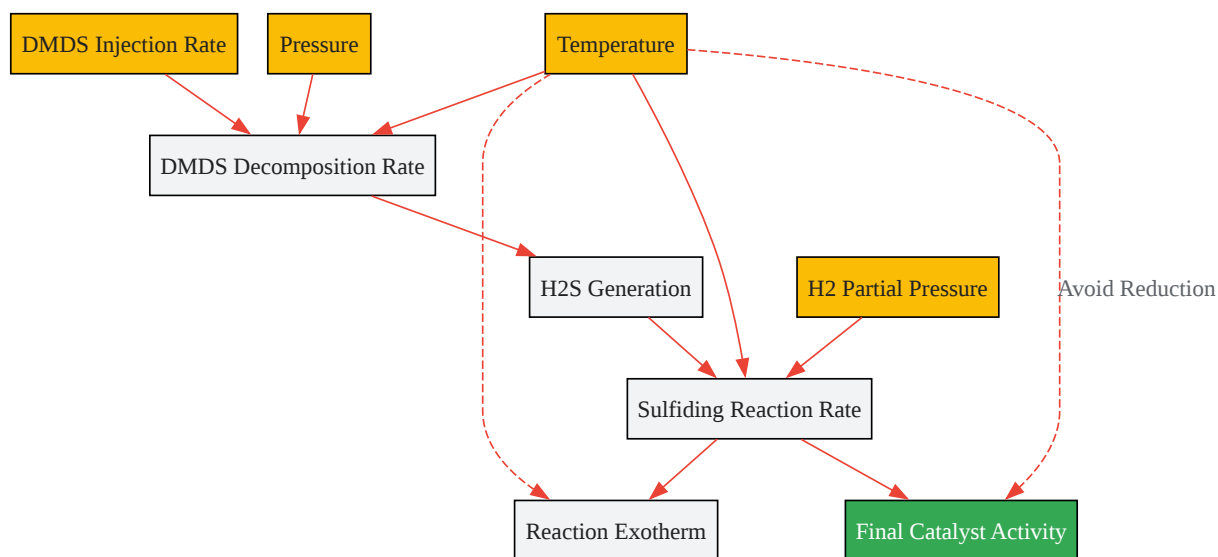 DMDS Injection Rate
Pressure
Temperature
DMDS Decomposition Rate
H2S Generation
H2 Partial Pressure
Avoid Reduction
Sulfiding Reaction Rate
Reaction Exotherm
Final Catalyst Activity